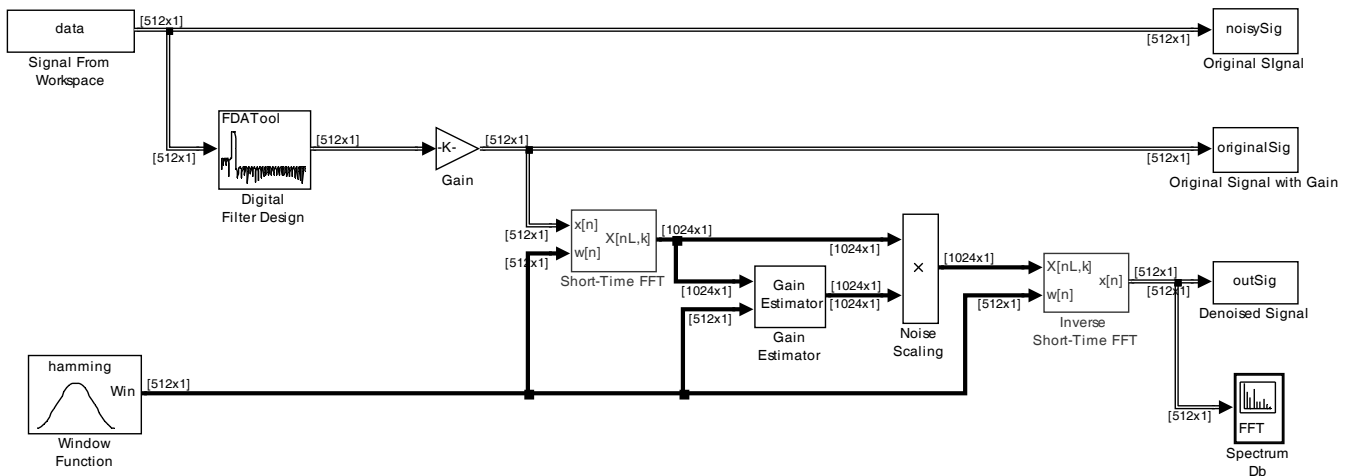 data
[512x1]
Signal From
Workspace
[512x1]
noisySig
Original SIgnal
FDATool
[512x1]
[512x1]
Digital
Filter Design
-K-
Gain
[512x1]
[512x1]
originalSig
Original Signal with Gain
[512x1]
[512x1]
x[n]
w[n]
X[nL,k]
Short-Time FFT
[1024x1]
[1024x1]
[1024x1]
[512x1]
Gain
Estimator
Gain
Estimator
[1024x1]
[1024x1]
×
Noise
Scaling
[1024x1]
[512x1]
X[nL,k]
w[n]
x[n]
Inverse
Short-Time FFT
[512x1]
[512x1]
outSig
Denoised Signal
hamming
Win
[512x1]
Window
Function
[512x1]
FFT
Spectrum
Db